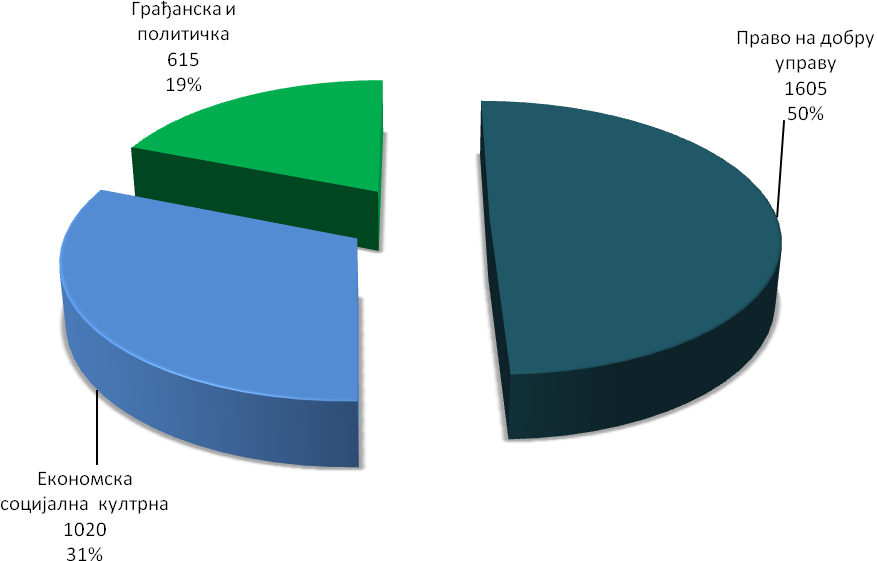 Грађанска и
политичка
615
19%
Право на добру
управу
1605
50%
Економска
социјална  култрна
1020
31%